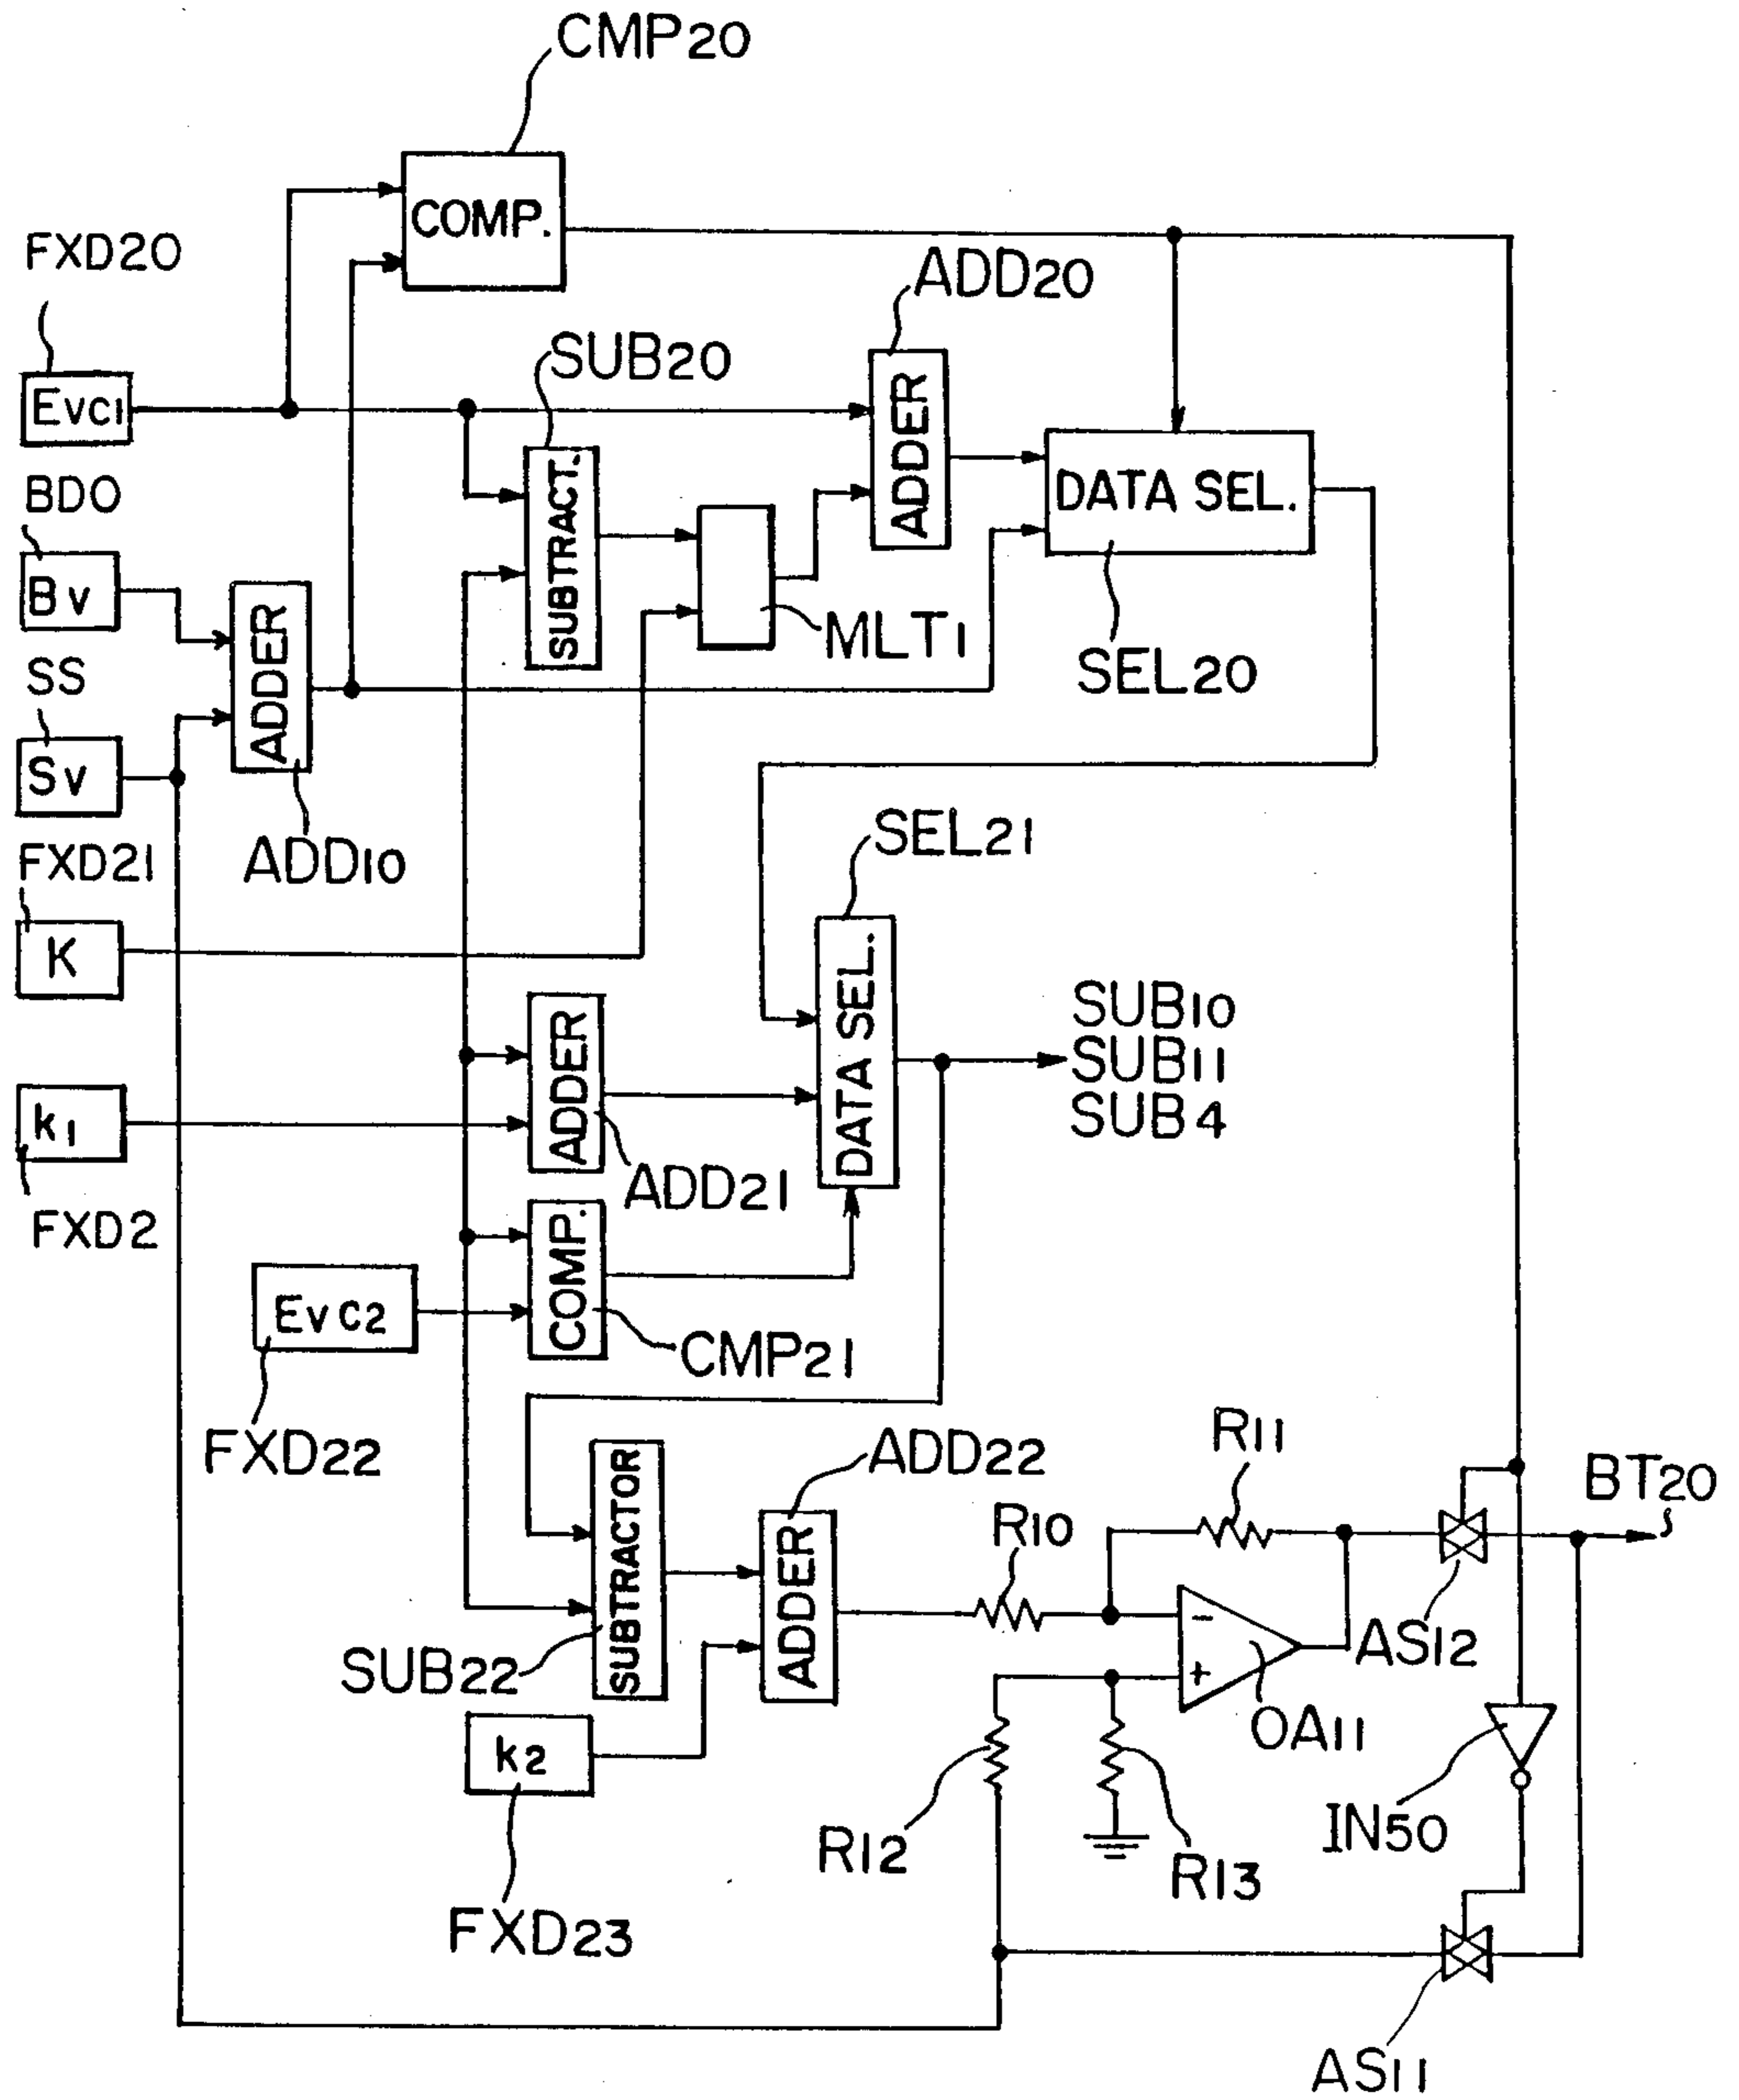 CMP20
COMP.
FXD20
ADD20
SUB20
Evc1
ADDER
SUBTRACT.
DATA SEL.
BD0
Bv
ADDER
MLT1
SEL20
SS
Sv
ADD10
SEL21
FXD21
K
DATA SEL.
SUB10
SUB11
SUB4
ADDER
k1
ADD21
FXD2
COMP.
Evc2
CMP21
FXD22
ADD22
R11
BT20
SUBTRACTOR
ADDER
R10
-
+
AS12
SUB22
OA11
k2
IN50
R12
R13
FXD23
AS11